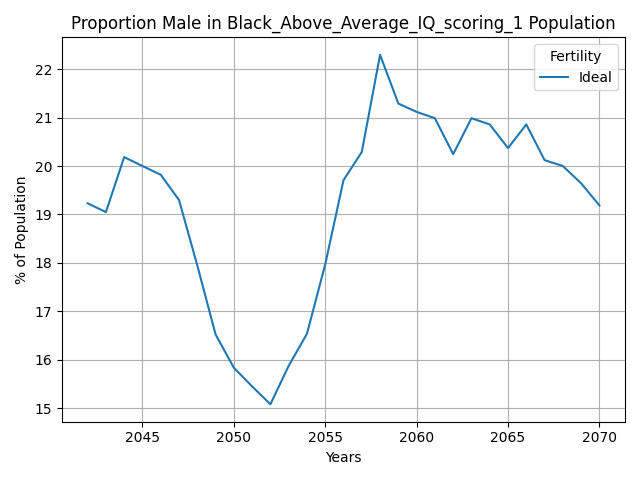 Proportion Male in Black_Above_Average_IQ_scoring_1 Population
Fertility
Ideal
22
21
20
19
18
17
16
15
% of Population
2045 2050 2055 2060 2065 2070
Years